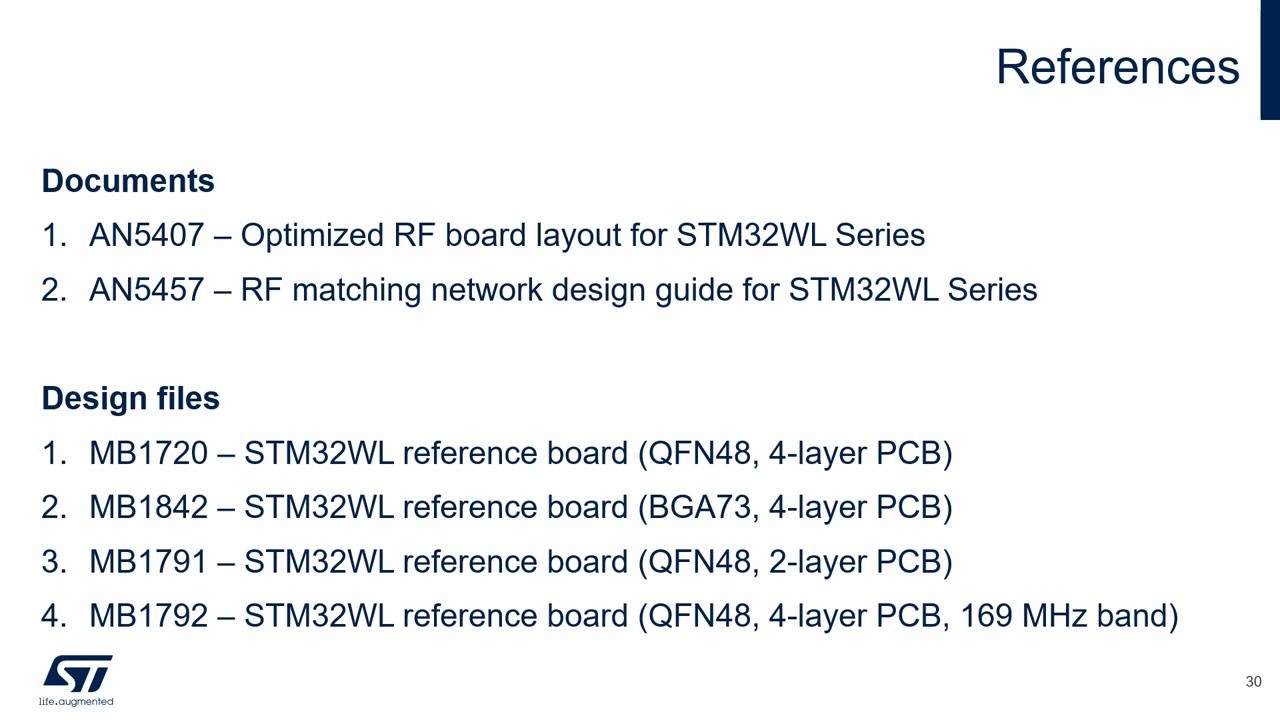 References
Documents
1. AN5407 – Optimized RF board layout for STM32WL Series
2. AN5457 – RF matching network design guide for STM32WL Series
Design files
1. MB1720 – STM32WL reference board (QFN48, 4-layer PCB)
2. MB1842 – STM32WL reference board (BGA73, 4-layer PCB)
3. MB1791 – STM32WL reference board (QFN48, 2-layer PCB)
4. MB1792 – STM32WL reference board (QFN48, 4-layer PCB, 169 MHz band)
ST
life.augmented
30